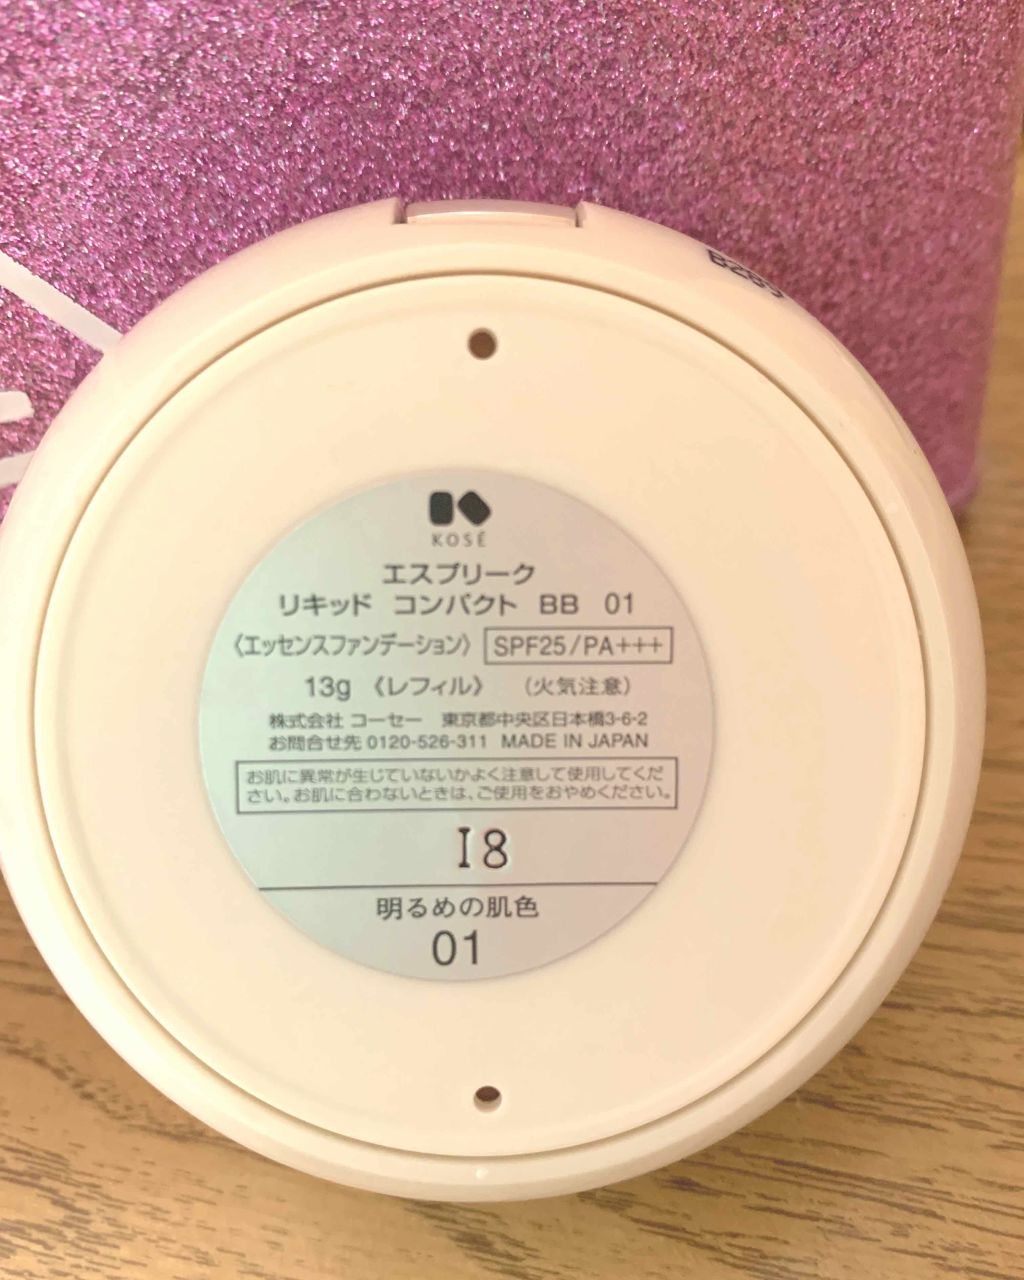 KOSÉ
エスプリーク
リキッド コンパクト BB 01
〈エッセンスファンデーション〉 SPF25/PA+++
13g 《レフィル》 （火気注意）
株式会社 コーセー 東京都中央区日本橋3-6-2
お問合せ先 0120-526-311 MADE IN JAPAN
お肌に異常が生じていないかよく注意して使用してくだ
さい。お肌に合わないときは、ご使用をおやめください。
I8
明るめの肌色
01